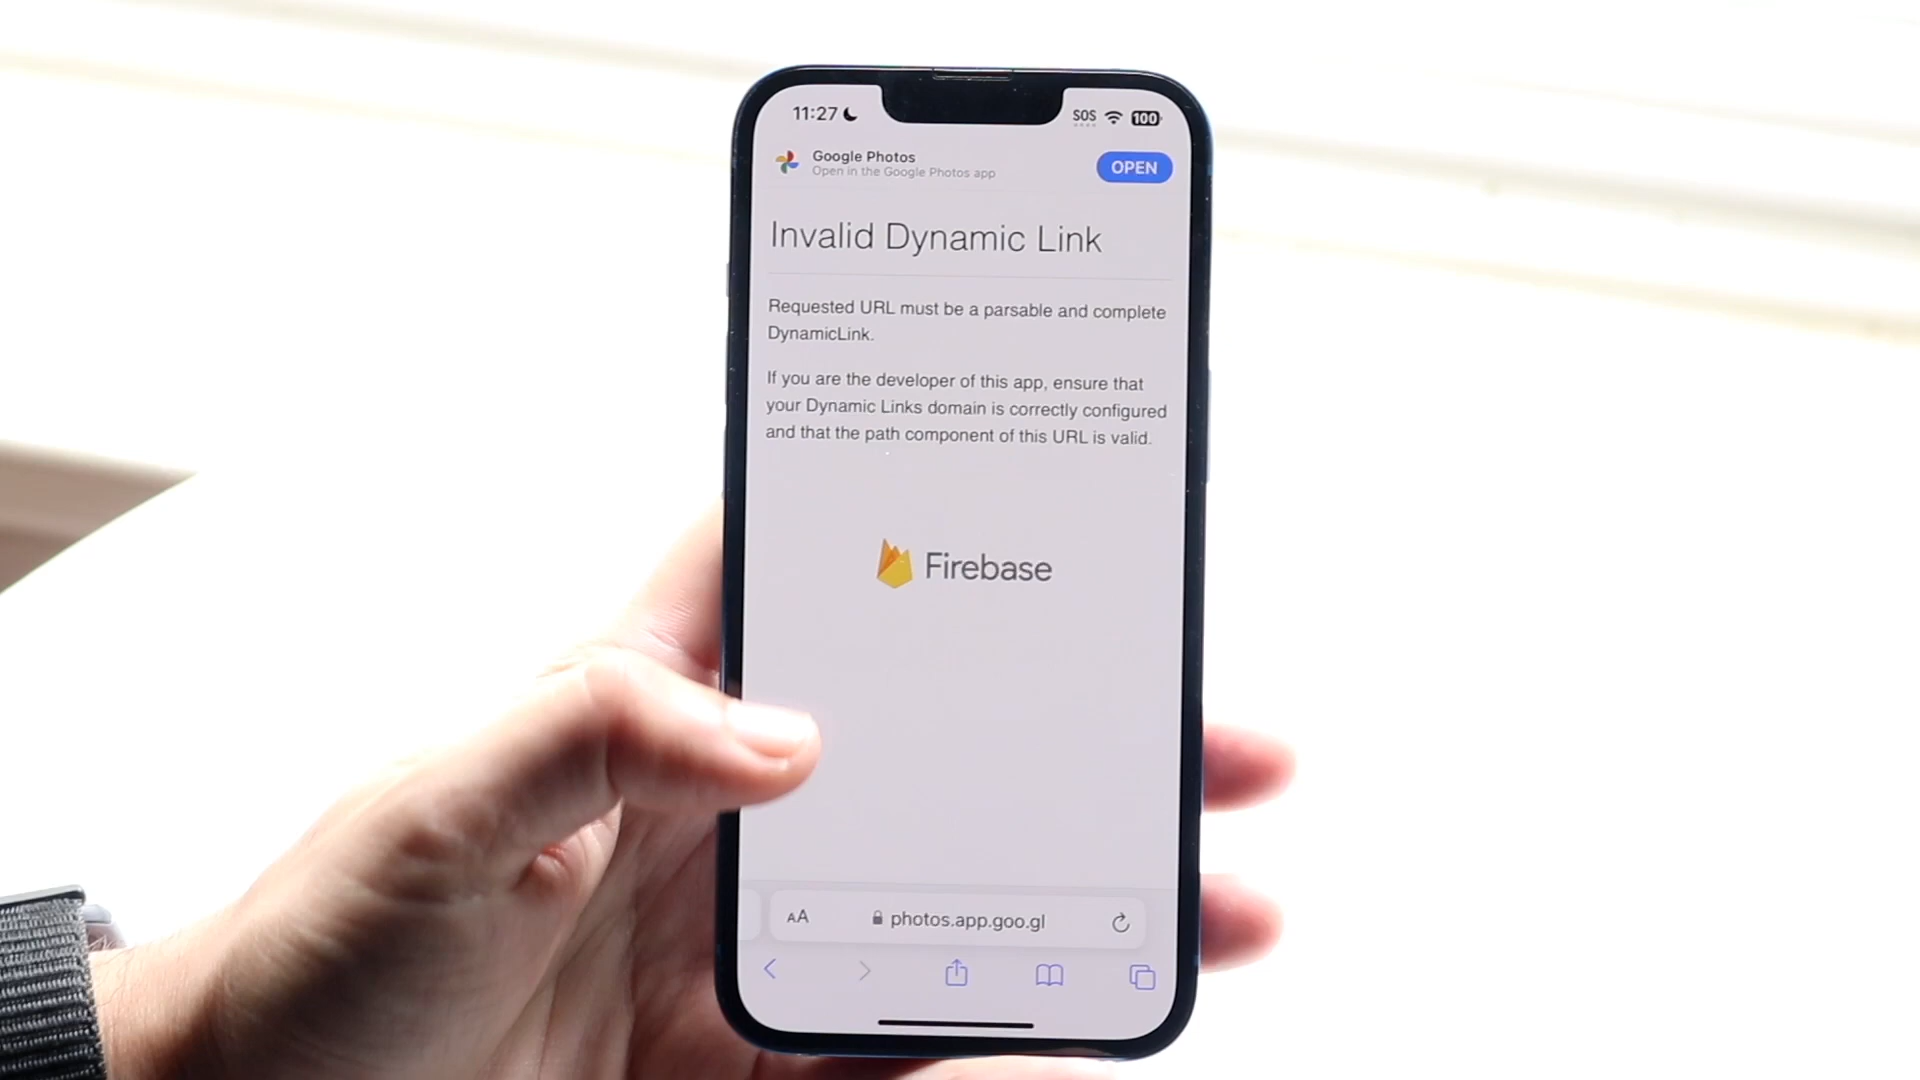 11:27
SOS
100
Google Photos
Open in the Google Photos app
OPEN
Invalid Dynamic Link
Requested URL must be a parsable and complete
DynamicLink.
If you are the developer of this app, ensure that
your Dynamic Links domain is correctly configured
and that the path component of this URL is valid.
Firebase
AA
photos.app.goo.gl